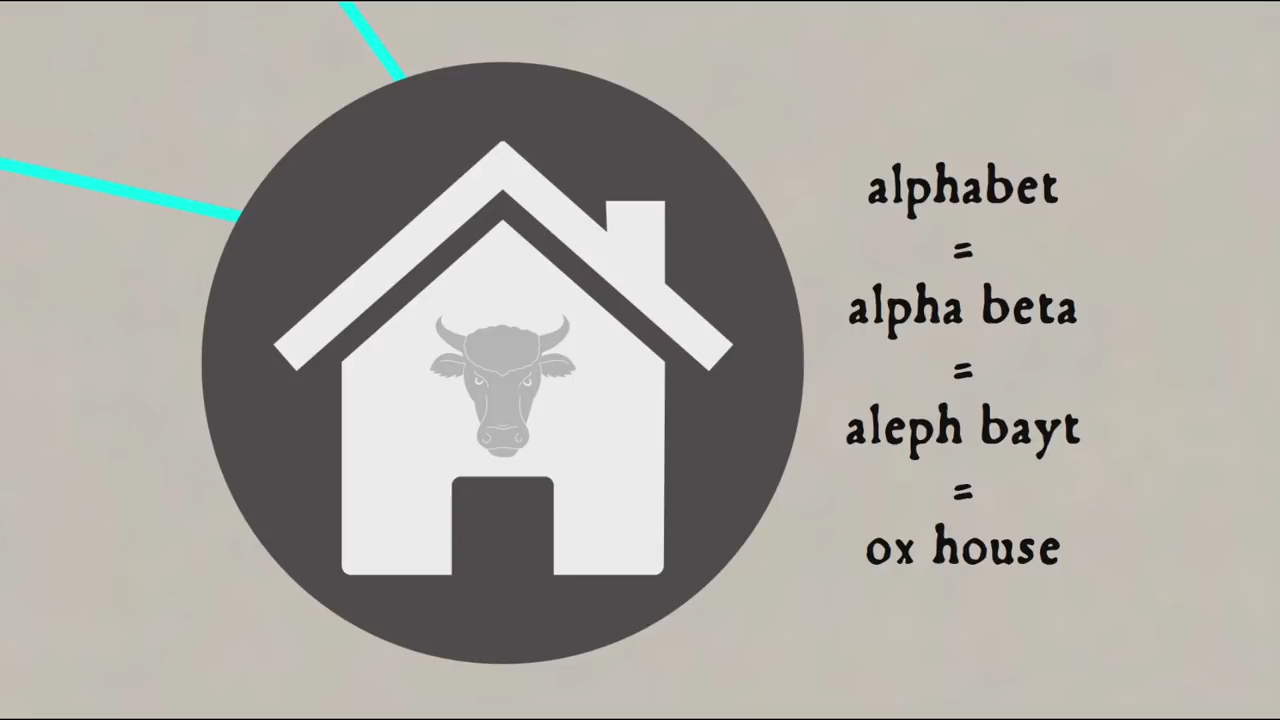 alphabet
=
alpha beta
=
aleph bayt
=
ox house